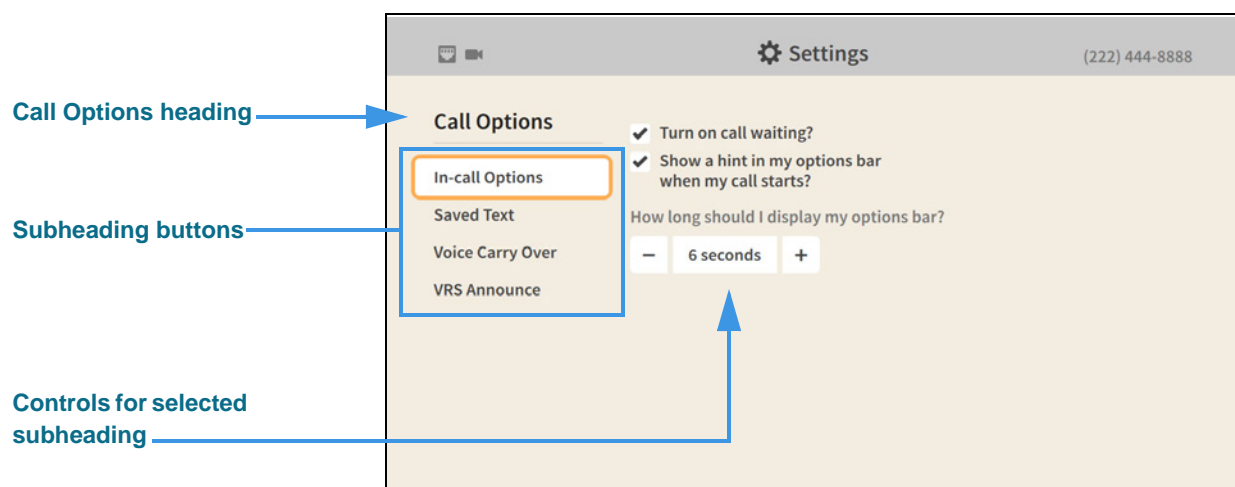 Settings
(222) 444-8888
Call Options heading
Call Options
Turn on call waiting?
Show a hint in my options bar
when my call starts?
In-call Options
Saved Text
How long should I display my options bar?
Subheading buttons
Voice Carry Over
− 6 seconds +
VRS Announce
Controls for selected
subheading